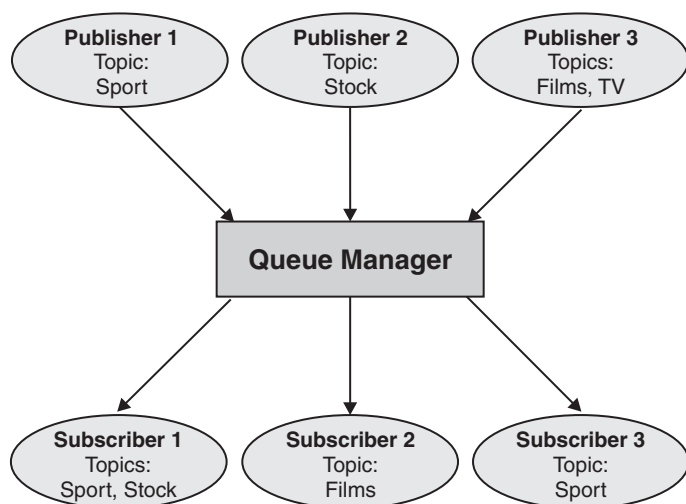 Publisher 1
Topic:
Sport
Publisher 2
Topic:
Stock
Publisher 3
Topics:
Films, TV
Queue Manager
Subscriber 1
Topics:
Sport, Stock
Subscriber 2
Topic:
Films
Subscriber 3
Topic:
Sport